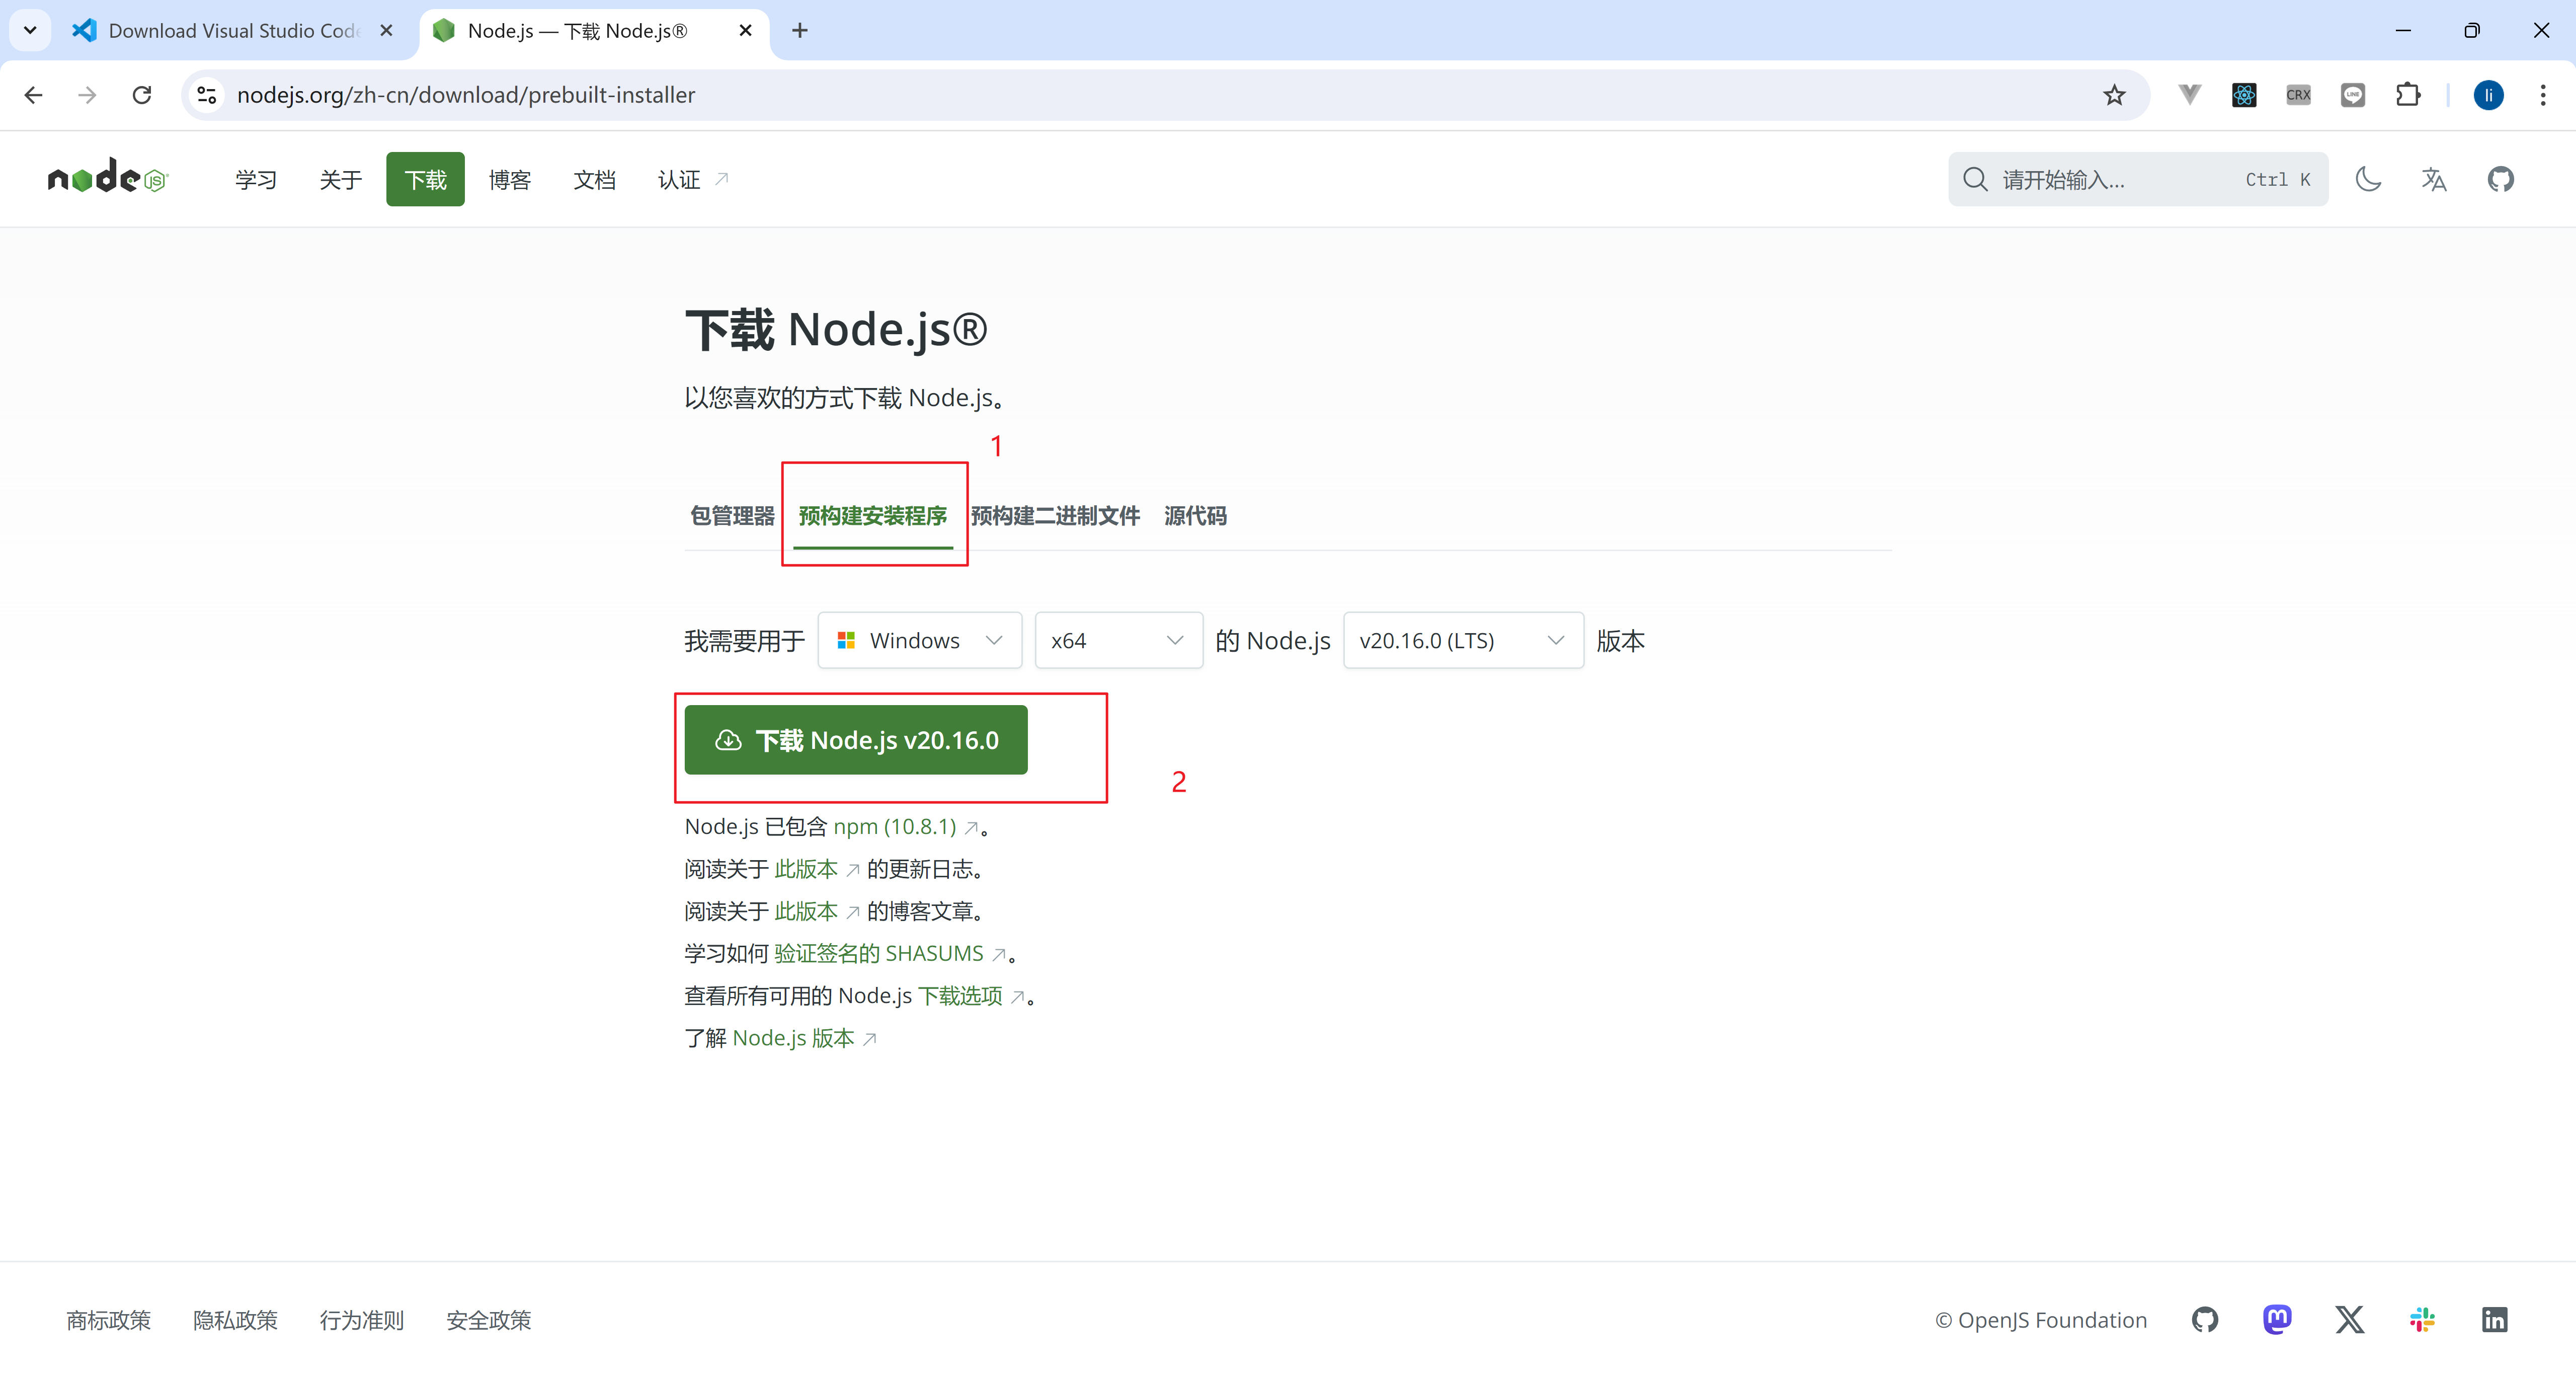 Download Visual Studio Code
Node.js — 下载 Node.js®
nodejs.org/zh-cn/download/prebuilt-installer
CRX
LINE
li
node JS
学习 关于 下载 博客 文档 认证
请开始输入... Ctrl K
下载 Node.js®
以您喜欢的方式下载 Node.js。
1
包管理器 预构建安装程序 预构建二进制文件 源代码
我需要用于 Windows x64 的 Node.js v20.16.0 (LTS) 版本
下载 Node.js v20.16.0
2
Node.js 已包含 npm (10.8.1) 。
阅读关于 此版本 的更新日志。
阅读关于 此版本 的博客文章。
学习如何 验证签名的 SHASUMS 。
查看所有可用的 Node.js 下载选项 。
了解 Node.js 版本
商标政策 隐私政策 行为准则 安全政策
© OpenJS Foundation